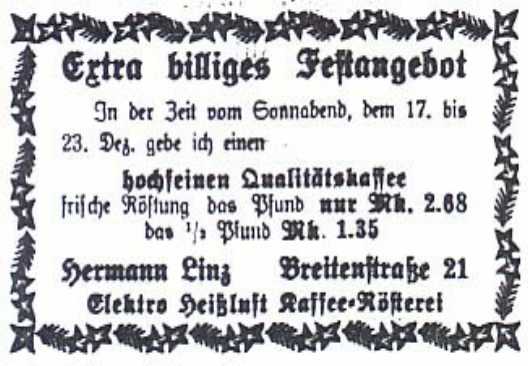 Extra billiges Festangebot
In der Zeit vom Sonnabend, dem 17. bis
23. Dez. gebe ich einen
hochfeinen Qualitätskaffee
frische Röstung das Pfund nur Mk. 2.68
das ½ Pfund Mk. 1.35
Hermann Linz Breitenstraße 21
Elektro Heißluft Kaffee-Rösterei